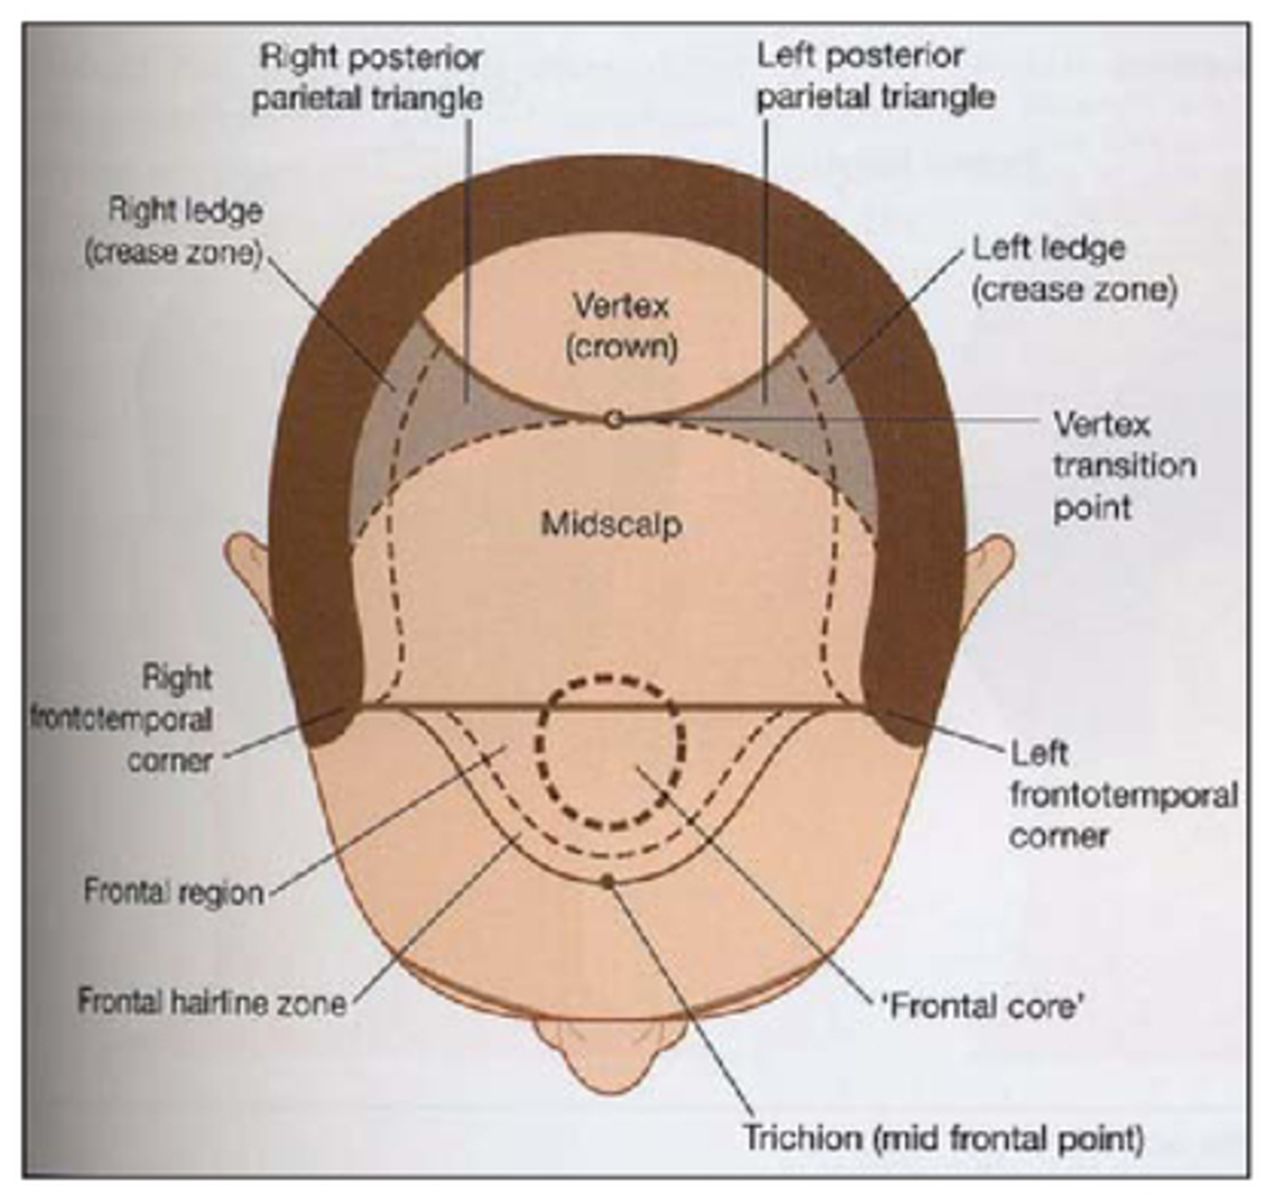 Right posterior
parietal triangle
Left posterior
parietal triangle
Right ledge
(crease zone)
Left ledge
(crease zone)
Vertex
(crown)
Vertex
transition
point
Midscalp
Right
frontotemporal
corner
Left
frontotemporal
corner
Frontal region
Frontal hairline zone
'Frontal core'
Trichion (mid frontal point)